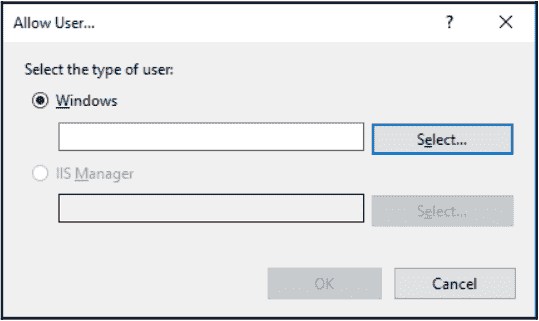 Allow User...
?
Select the type of user:
Windows
Select...
IIS Manager
Select...
OK
Cancel